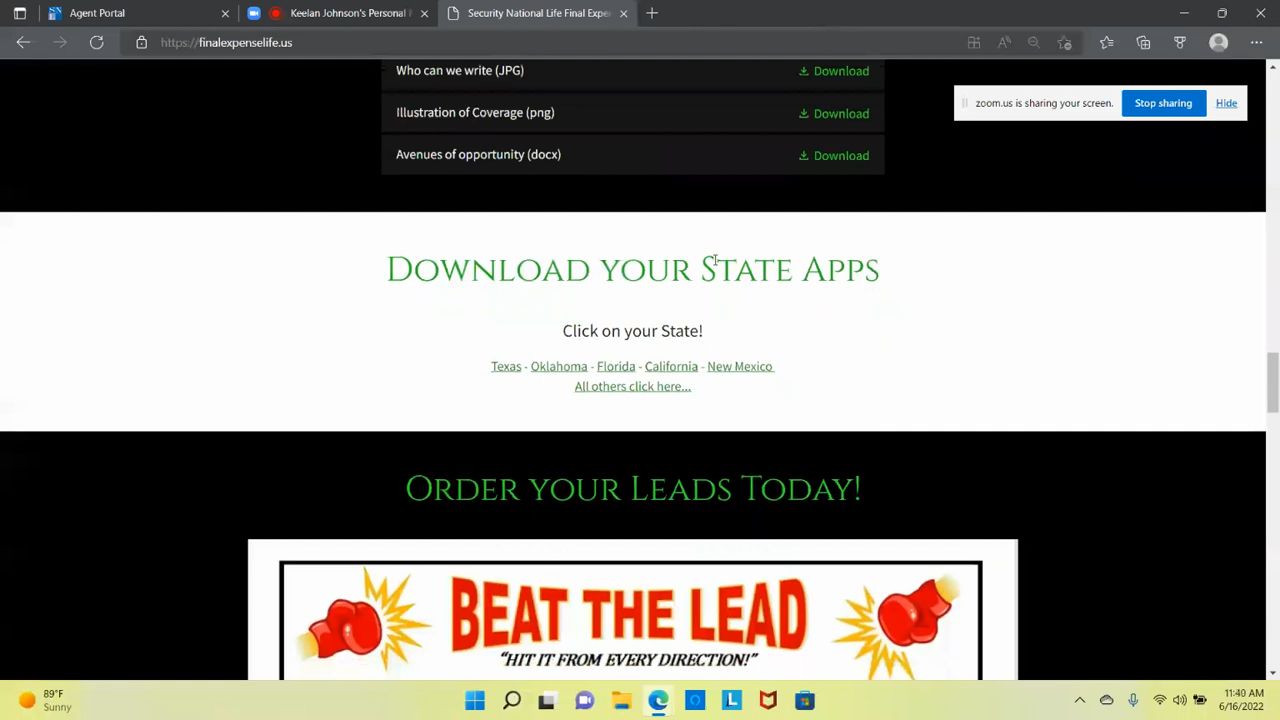 Agent Portal
Keelan Johnson's Personal
Security National Life Final Expe
https://finalexpenselife.us
Who can we write (JPG)
Download
zoom.us is sharing your screen.
Stop sharing
Hide
Illustration of Coverage (png)
Download
Avenues of opportunity (docx)
Download
Download your State Apps
Click on your State!
Texas - Oklahoma - Florida - California - New Mexico
All others click here...
Order your Leads Today!
BEAT THE LEAD
"HIT IT FROM EVERY DIRECTION!"
89°F
Sunny
11:40 AM
6/16/2022